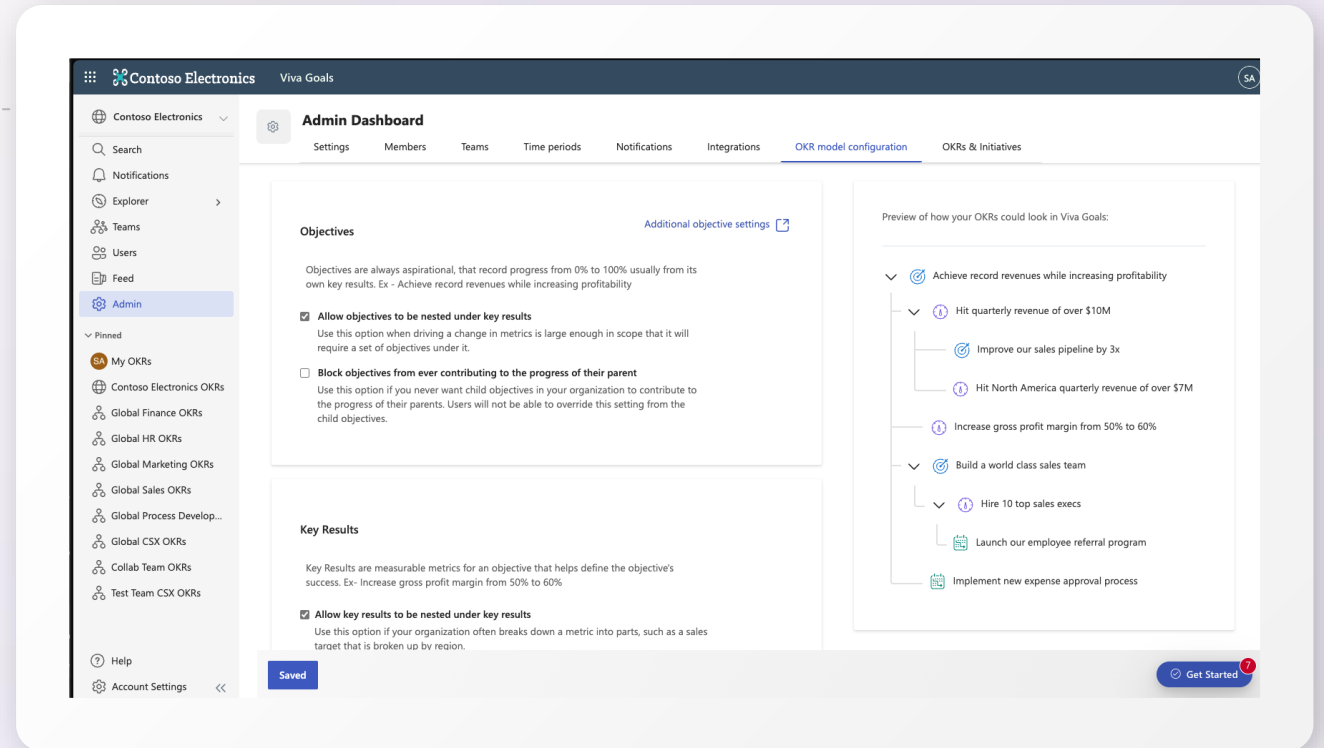 Contoso Electronics Viva Goals SA
Contoso Electronics
Search
Notifications
Explorer
Teams
Users
Feed
Admin
Pinned
SA My OKRs
Contoso Electronics OKRs
Global Finance OKRs
Global HR OKRs
Global Marketing OKRs
Global Sales OKRs
Global Process Develop...
Global CSX OKRs
Collab Team OKRs
Test Team CSX OKRs
Help
Account Settings
Admin Dashboard
Settings Members Teams Time periods Notifications Integrations OKR model configuration OKRs & Initiatives
Objectives
Additional objective settings
Objectives are always aspirational, that record progress from 0% to 100% usually from its
own key results. Ex - Achieve record revenues while increasing profitability
Allow objectives to be nested under key results
Use this option when driving a change in metrics is large enough in scope that it will
require a set of objectives under it.
Block objectives from ever contributing to the progress of their parent
Use this option if you never want child objectives in your organization to contribute to
the progress of their parents. Users will not be able to override this setting from the
child objectives.
Key Results
Key Results are measurable metrics for an objective that helps define the objective's
success. Ex- Increase gross profit margin from 50% to 60%
Allow key results to be nested under key results
Use this option if your organization often breaks down a metric into parts, such as a sales
target that is broken up by region.
Saved
Preview of how your OKRs could look in Viva Goals:
Achieve record revenues while increasing profitability
Hit quarterly revenue of over $10M
Improve our sales pipeline by 3x
Hit North America quarterly revenue of over $7M
Increase gross profit margin from 50% to 60%
Build a world class sales team
Hire 10 top sales execs
Launch our employee referral program
Implement new expense approval process
Get Started 7